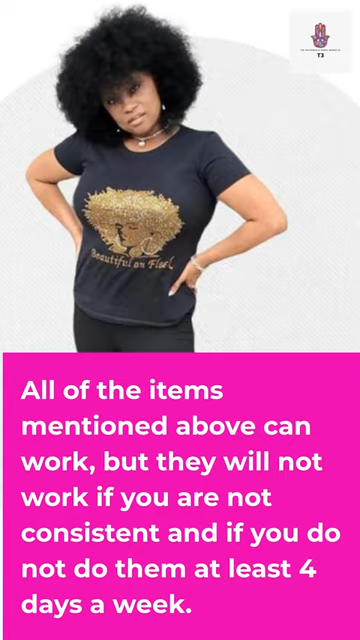 T3
Beautiful on Fleek
All of the items
mentioned above can
work, but they will not
work if you are not
consistent and if you do
not do them at least 4
days a week.